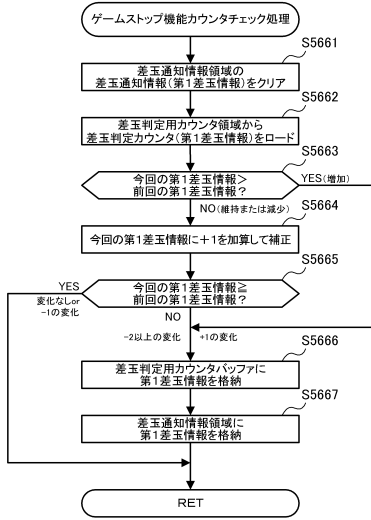 ゲームストップ機能カウンタチェック処理
S5661
差玉通知情報領域の
差玉通知情報(第1差玉情報)をクリア
S5662
差玉判定用カウンタ領域から
差玉判定カウンタ(第1差玉情報)をロード
S5663
今回の第1差玉情報>
前回の第1差玉情報?
YES(増加)
NO(維持または減少)
S5664
今回の第1差玉情報に+1を加算して補正
S5665
今回の第1差玉情報≧
前回の第1差玉情報?
YES
変化なしor
-1の変化
NO
-2以上の変化
+1の変化
S5666
差玉判定用カウンタバッファに
第1差玉情報を格納
S5667
差玉通知情報領域に
第1差玉情報を格納
RET